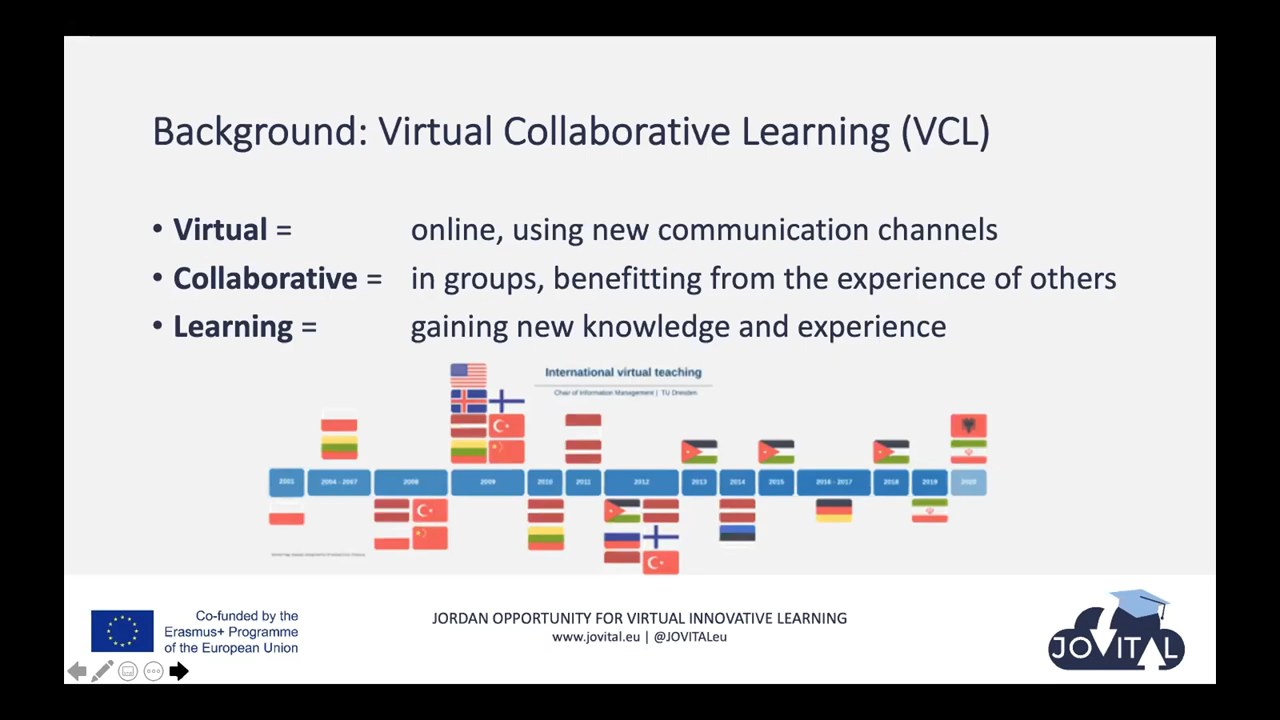 Background: Virtual Collaborative Learning (VCL)
• Virtual = online, using new communication channels
• Collaborative = in groups, benefitting from the experience of others
• Learning = gaining new knowledge and experience
International virtual teaching
Chair of Information Management | TU Dresden
2001 2004 - 2007 2008 2009 2010 2011 2012 2013 2014 2015 2016 - 2017 2018 2019 2020
Co-funded by the
Erasmus+ Programme
of the European Union
JORDAN OPPORTUNITY FOR VIRTUAL INNOVATIVE LEARNING
www.jovital.eu | @JOVITALeu
JOVITAL